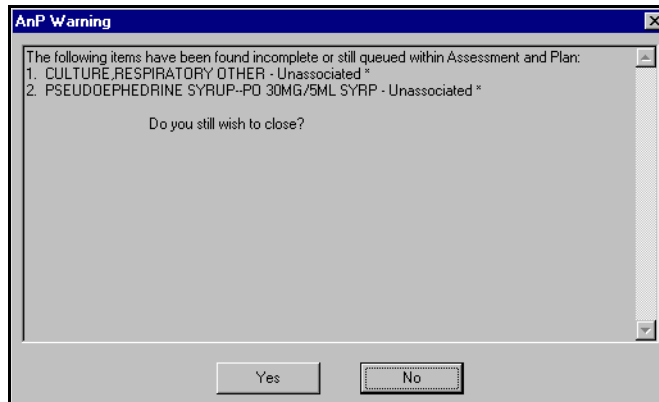 AnP Warning
The following items have been found incomplete or still queued within Assessment and Plan:
1. CULTURE,RESPIRATORY OTHER - Unassociated *
2. PSEUDOEPHEDRINE SYRUP--PO 30MG/5ML SYRP - Unassociated *
Do you still wish to close?
Yes
No